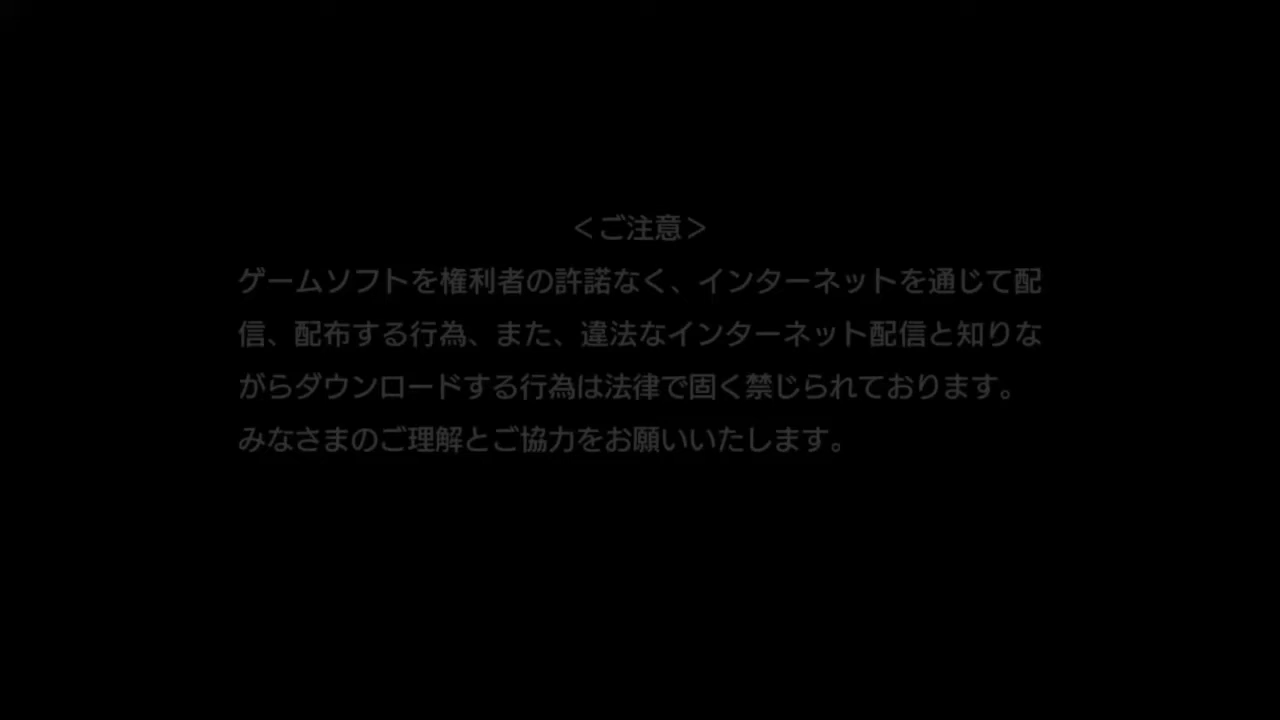 ＜ご注意＞
ゲームソフトを権利者の許諾なく、インターネットを通じて配
信、配布する行為、また、違法なインターネット配信と知りな
がらダウンロードする行為は法律で固く禁じられております。
みなさまのご理解とご協力をお願いいたします。